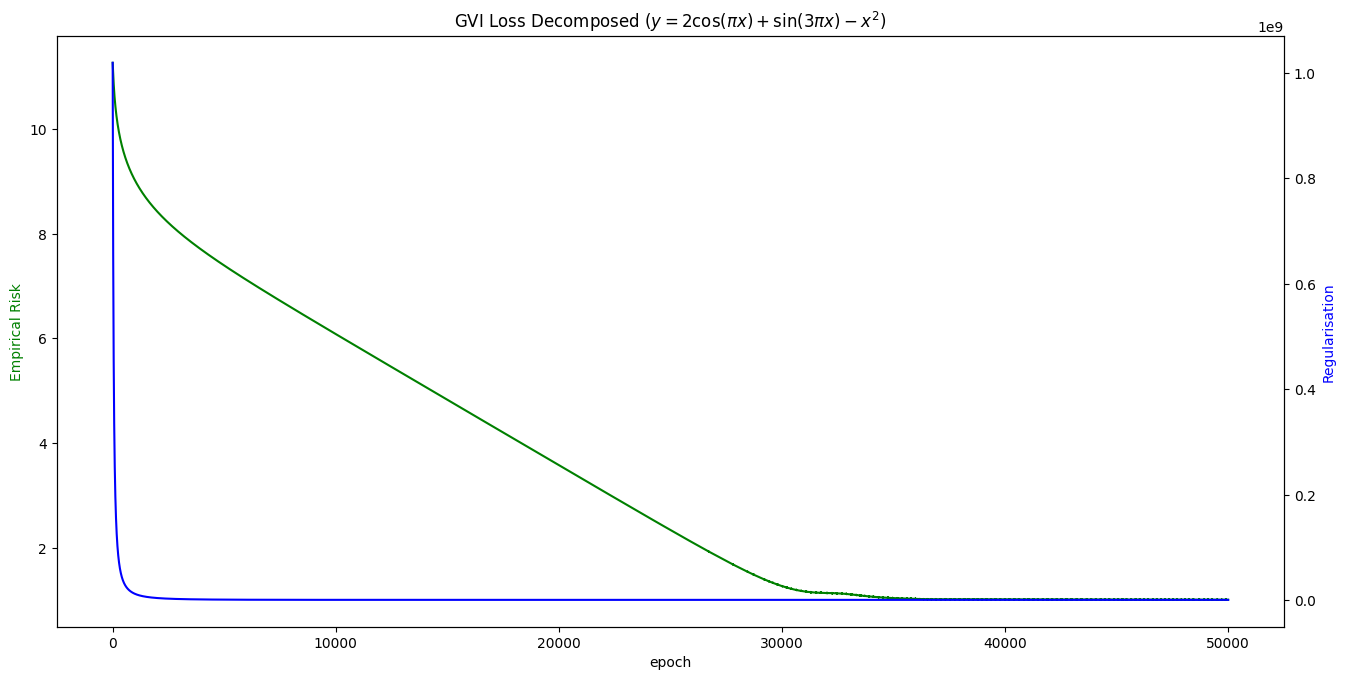 GVI Loss Decomposed (y = 2cos(πx) + sin(3πx) − x²)
1e9
10
8
6
4
2
Empirical Risk
1.0
0.8
0.6
0.4
0.2
0.0
Regularisation
0 10000 20000 30000 40000 50000
epoch